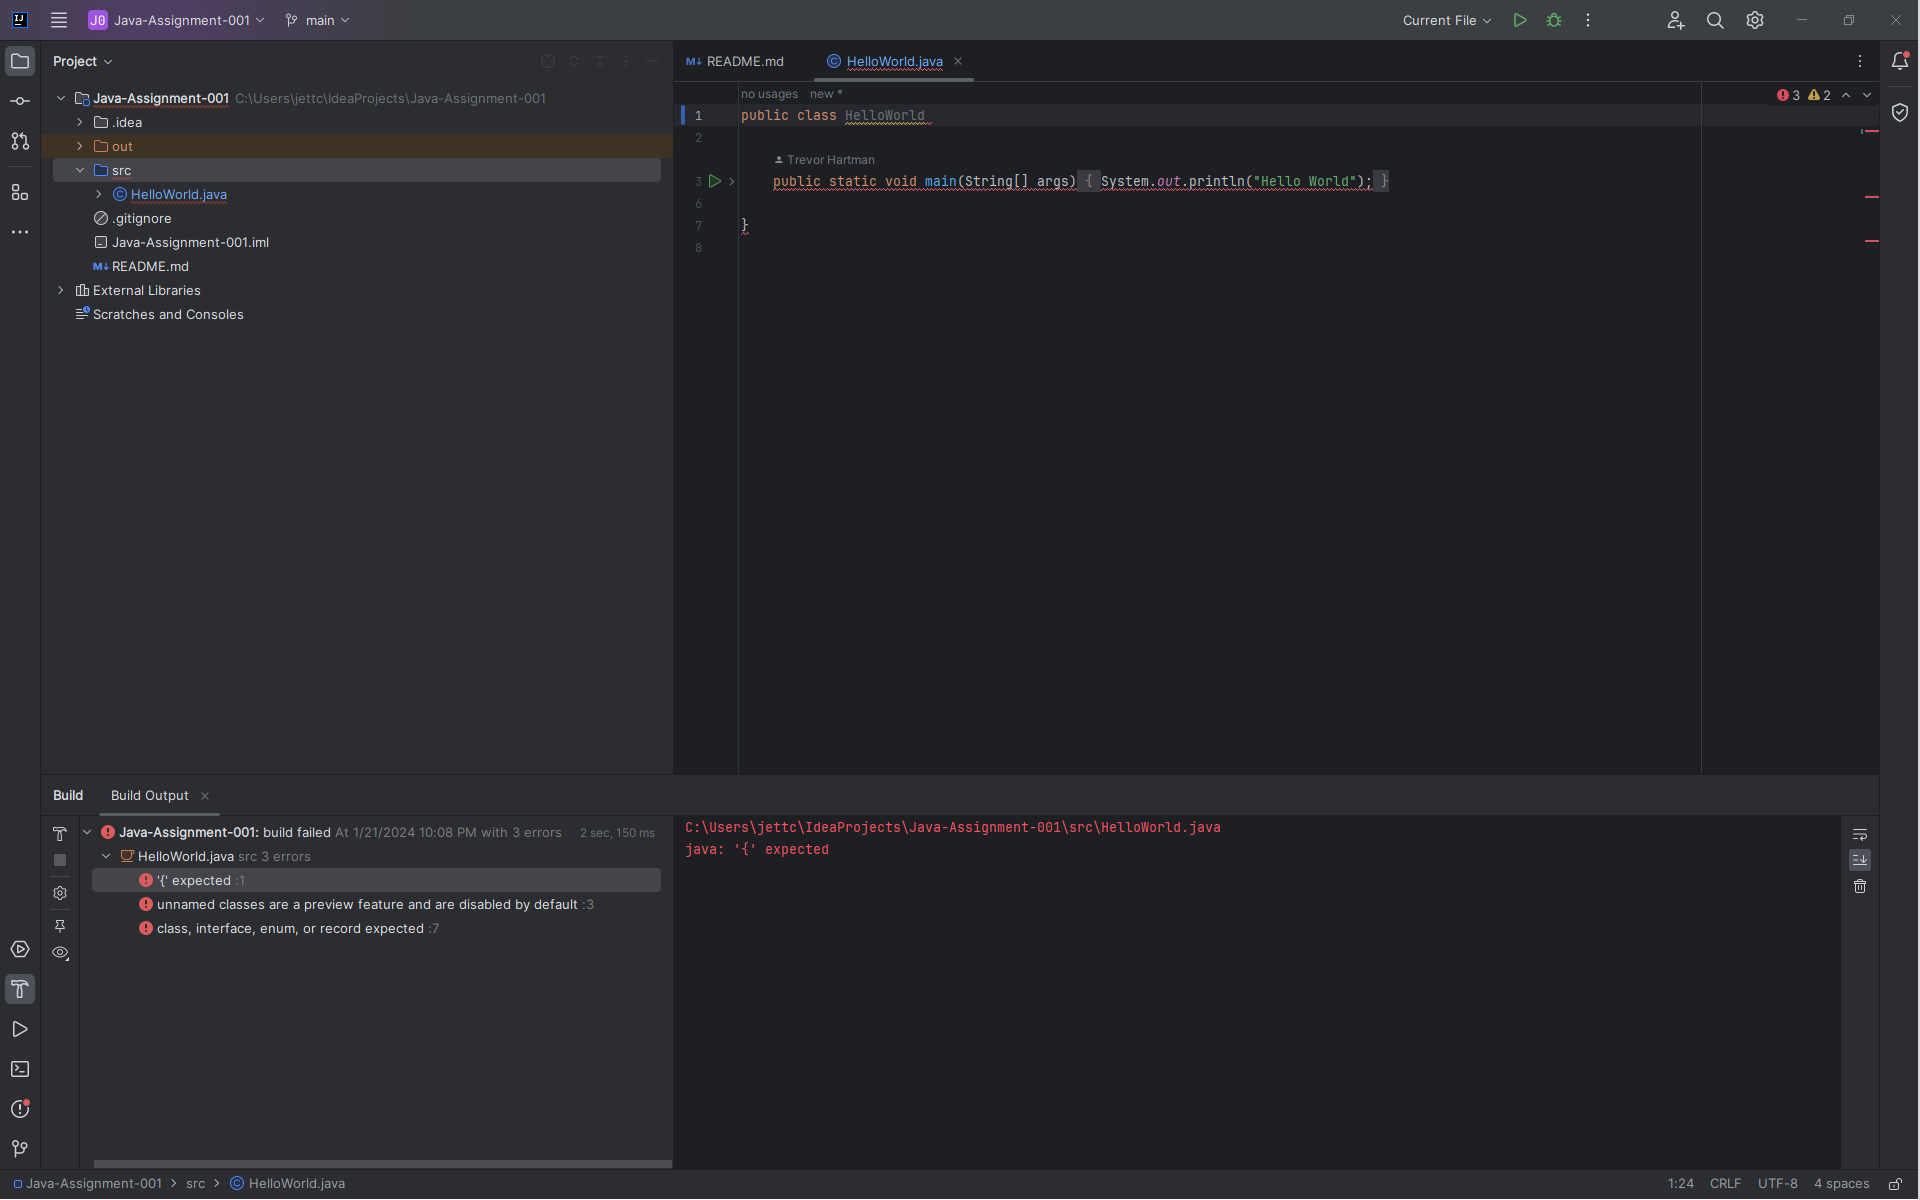 J0 Java-Assignment-001 main Current File
Project
Java-Assignment-001 C:\Users\jettc\IdeaProjects\Java-Assignment-001
.idea
out
src
HelloWorld.java
.gitignore
Java-Assignment-001.iml
M↓ README.md
External Libraries
Scratches and Consoles
M↓ README.md HelloWorld.java
no usages new *
3 2
1 public class HelloWorld
2
Trevor Hartman
3 public static void main(String[] args) { System.out.println("Hello World"); }
6
7 }
8
Build Build Output
Java-Assignment-001: build failed At 1/21/2024 10:08 PM with 3 errors 2 sec, 150 ms
HelloWorld.java src 3 errors
'{' expected :1
unnamed classes are a preview feature and are disabled by default :3
class, interface, enum, or record expected :7
C:\Users\jettc\IdeaProjects\Java-Assignment-001\src\HelloWorld.java
java: '{' expected
Java-Assignment-001 > src > HelloWorld.java
1:24 CRLF UTF-8 4 spaces